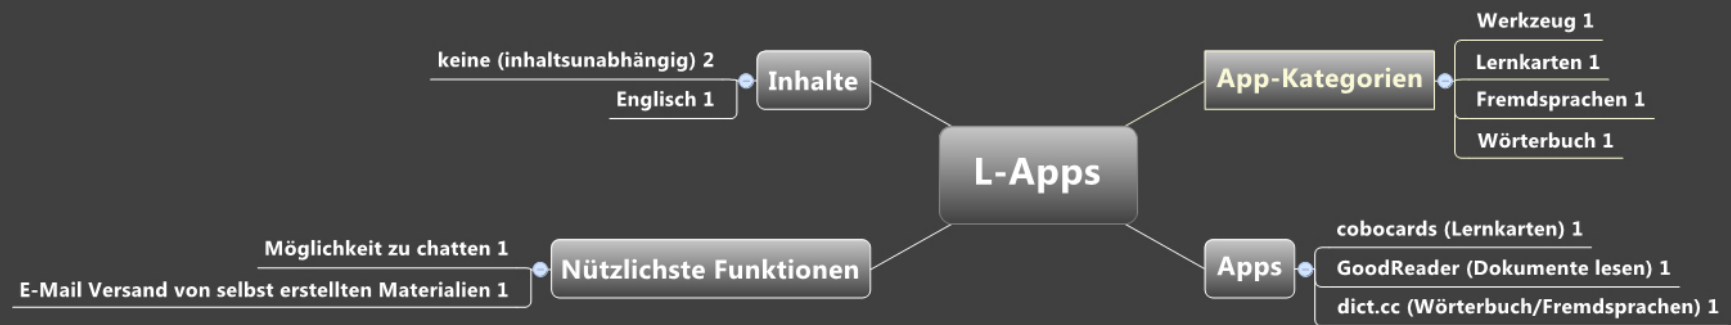 L-Apps
Inhalte
keine (inhaltsunabhängig) 2
Englisch 1
Nützlichste Funktionen
Möglichkeit zu chatten 1
E-Mail Versand von selbst erstellten Materialien 1
App-Kategorien
Werkzeug 1
Lernkarten 1
Fremdsprachen 1
Wörterbuch 1
Apps
cobocards (Lernkarten) 1
GoodReader (Dokumente lesen) 1
dict.cc (Wörterbuch/Fremdsprachen) 1